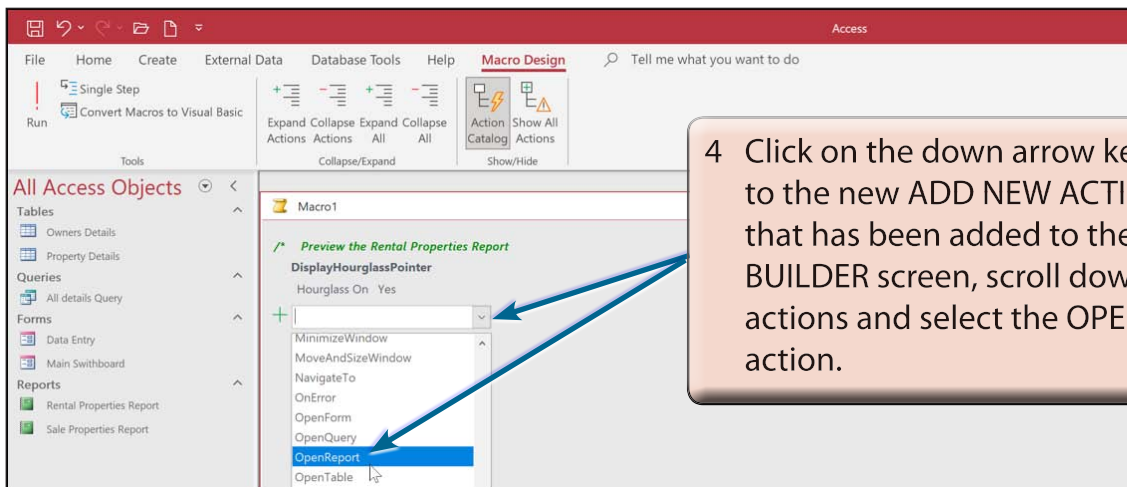 Access
File Home Create External Data Database Tools Help Macro Design Tell me what you want to do
Run
Single Step
Convert Macros to Visual Basic
Tools
Expand Collapse Expand Collapse
Actions Actions All All
Collapse/Expand
Action Show All
Catalog Actions
Show/Hide
All Access Objects
Tables
Owners Details
Property Details
Queries
All details Query
Forms
Data Entry
Main Swithboard
Reports
Rental Properties Report
Sale Properties Report
Macro1
/* Preview the Rental Properties Report
DisplayHourglassPointer
Hourglass On Yes
MinimizeWindow
MoveAndSizeWindow
NavigateTo
OnError
OpenForm
OpenQuery
OpenReport
OpenTable
4 Click on the down arrow ke
to the new ADD NEW ACTI
that has been added to the
BUILDER screen, scroll dow
actions and select the OPE
action.